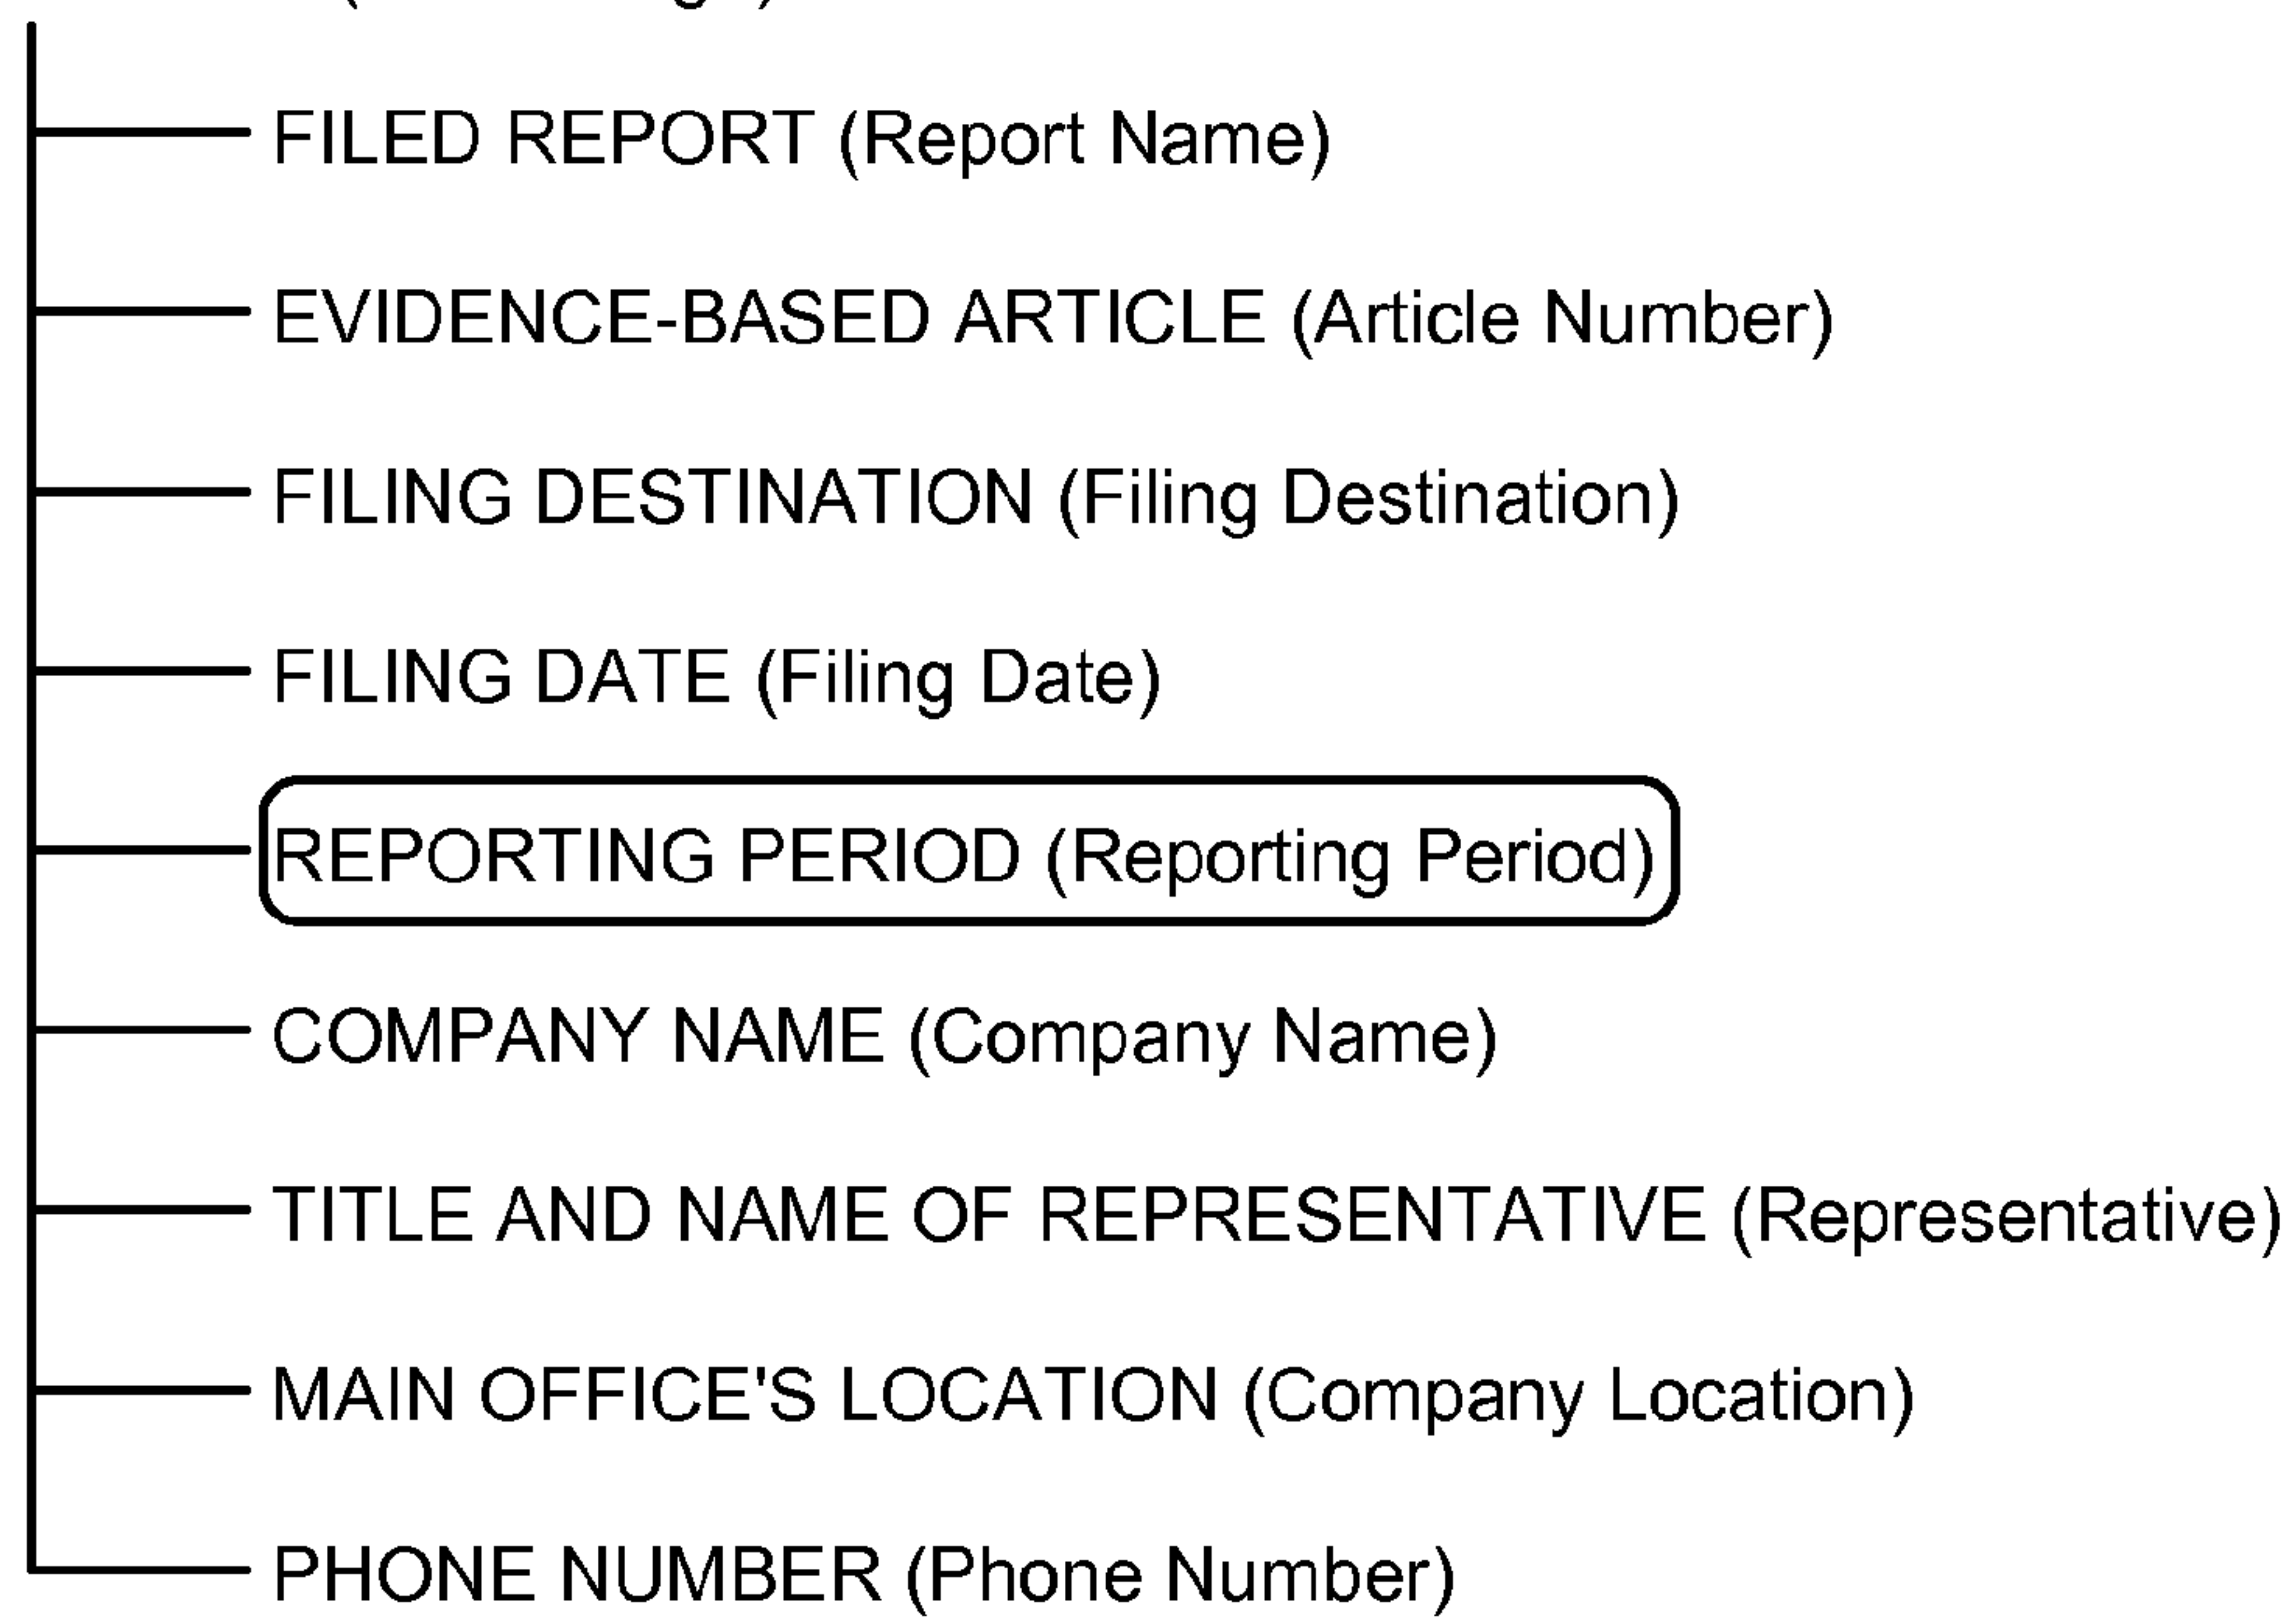 FILED REPORT (Report Name)
EVIDENCE-BASED ARTICLE (Article Number)
FILING DESTINATION (Filing Destination)
FILING DATE (Filing Date)
REPORTING PERIOD (Reporting Period)
COMPANY NAME (Company Name)
TITLE AND NAME OF REPRESENTATIVE (Representative)
MAIN OFFICE'S LOCATION (Company Location)
PHONE NUMBER (Phone Number)